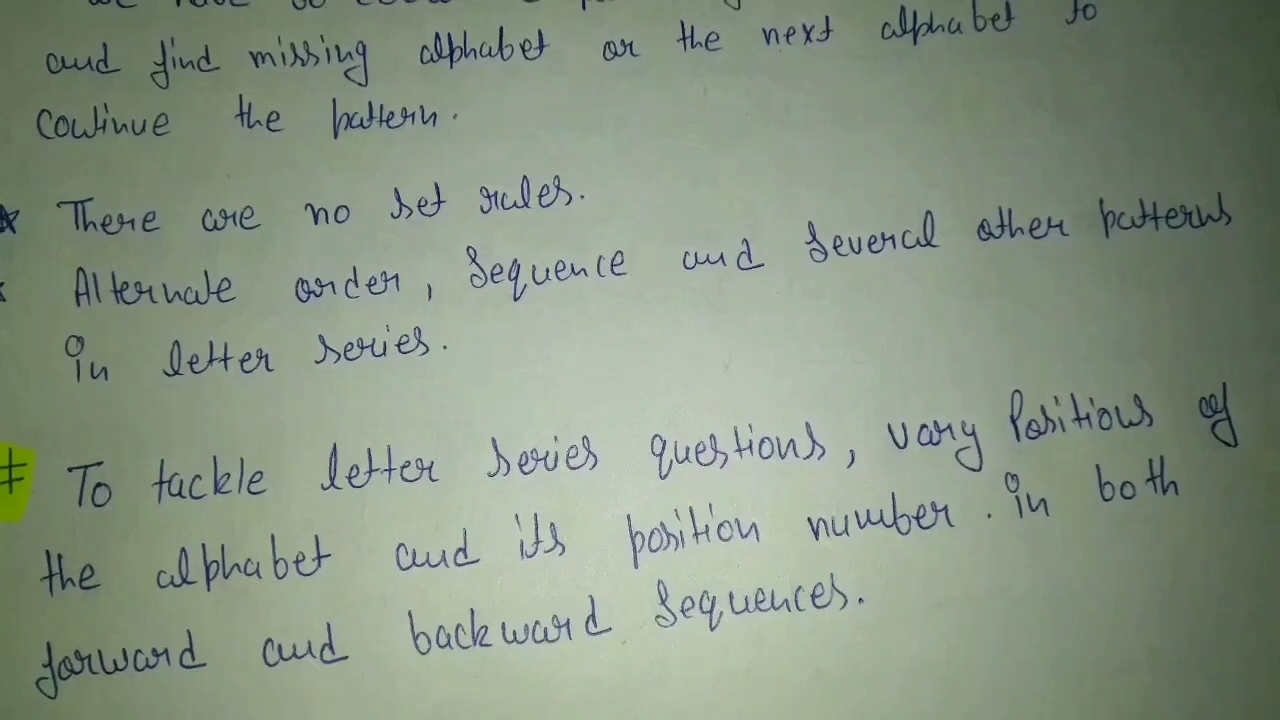 and find missing alphabet or the next alphabet to
continue the pattern.
There are no set rules.
Alternate order, Sequence and Several other patterns
in letter series.
To tackle letter series questions, vary Positions of
the alphabet and its position number. in both
forward and backward Sequences.